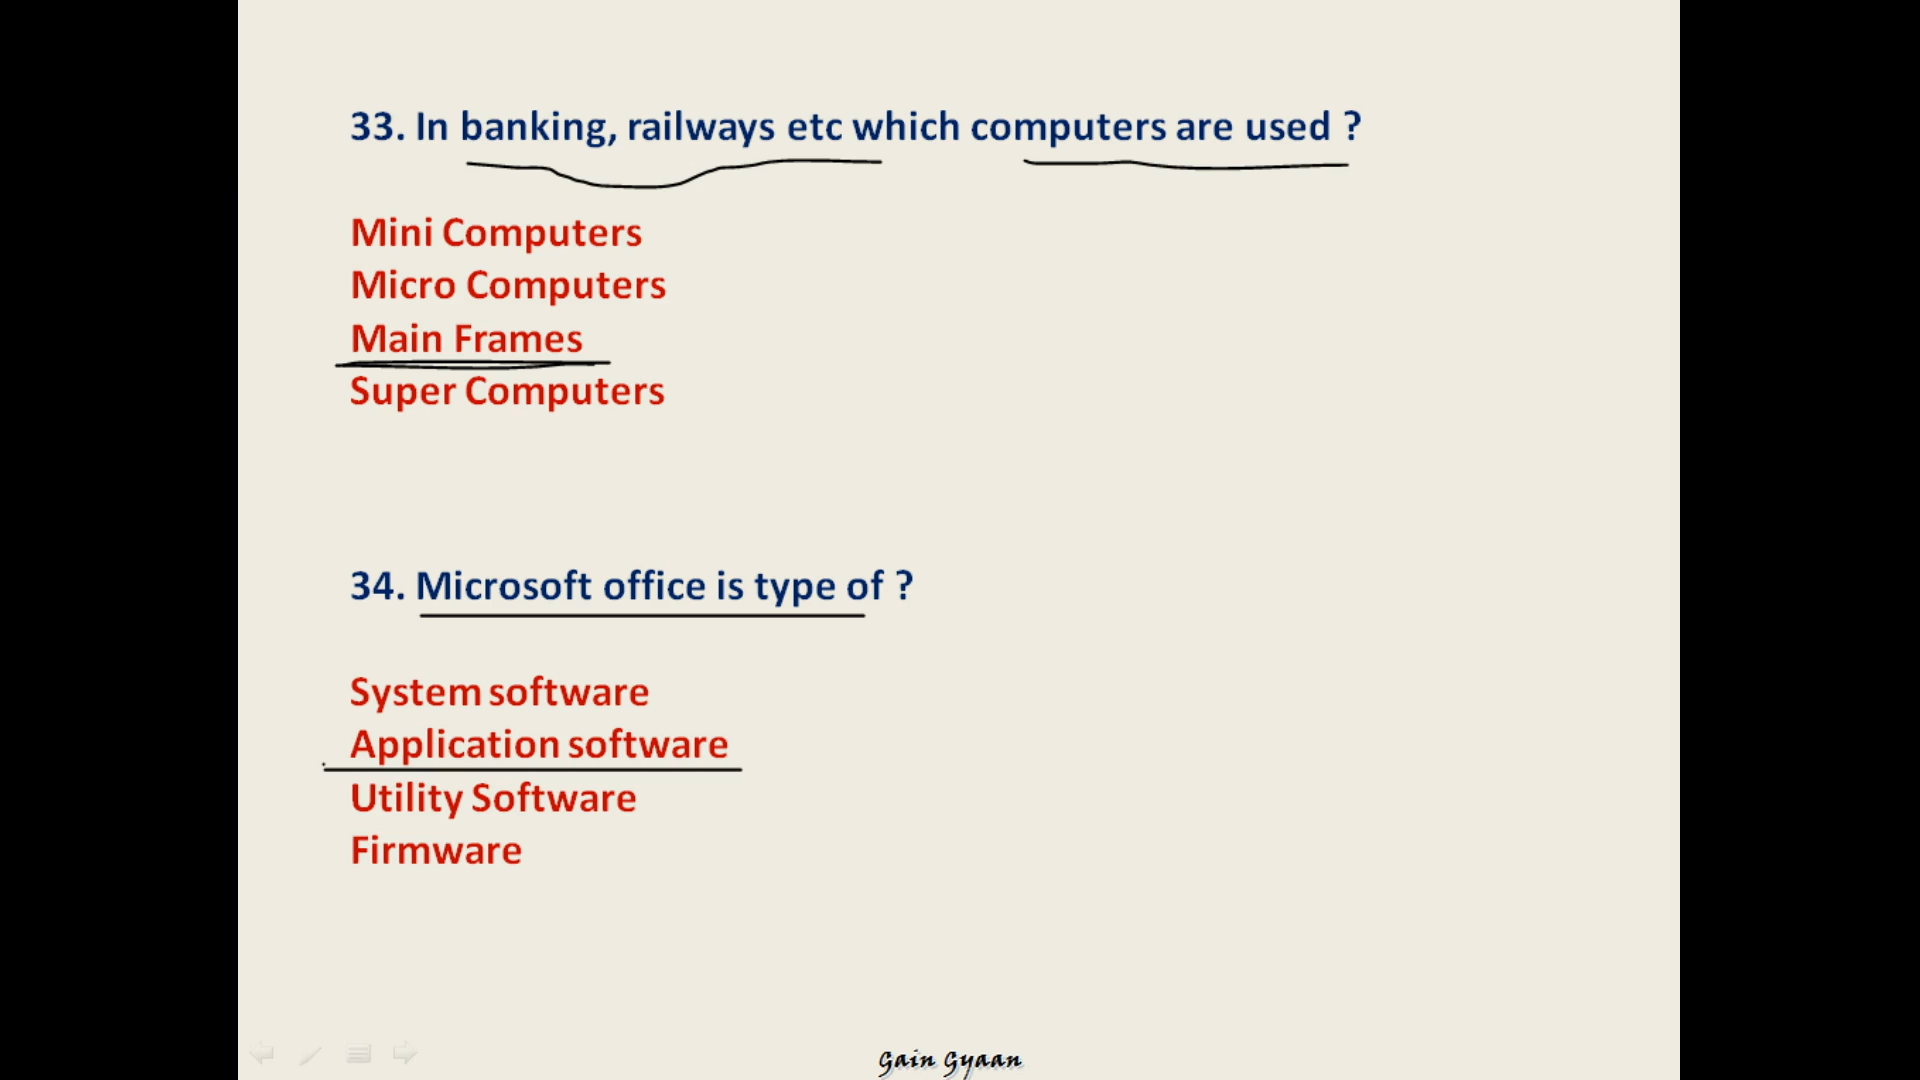 33. In banking, railways etc which computers are used ?
Mini Computers
Micro Computers
Main Frames
Super Computers
34. Microsoft office is type of ?
System software
Application software
Utility Software
Firmware
Gain Gyaan